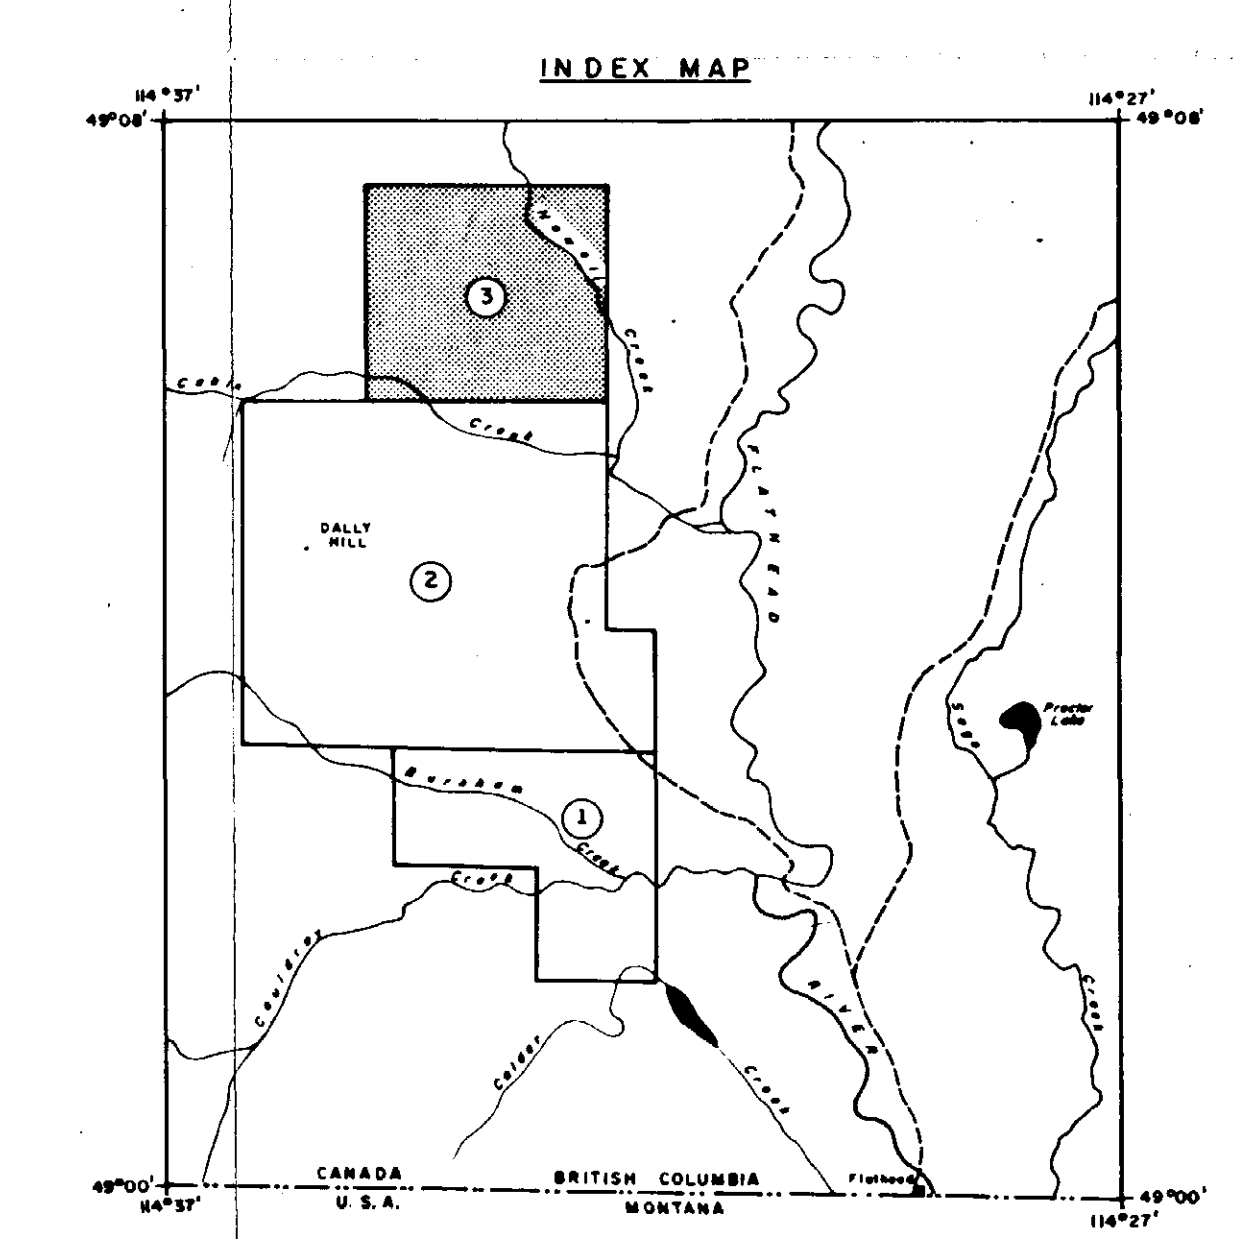 INDEX MAP
114°37'
114°27'
49°08'
49°08'
Howell
3
Creek
Cabin
Creek
FLATHEAD
DALLY
HILL
2
Sage
Proctor
Lake
Burnham
1
Creek
Creek
Couldrey
RIVER
Creek
Calder
Creek
CANADA
BRITISH COLUMBIA
Flathead
49°00'
49°00'
114°37'
U. S. A.
MONTANA
114°27'